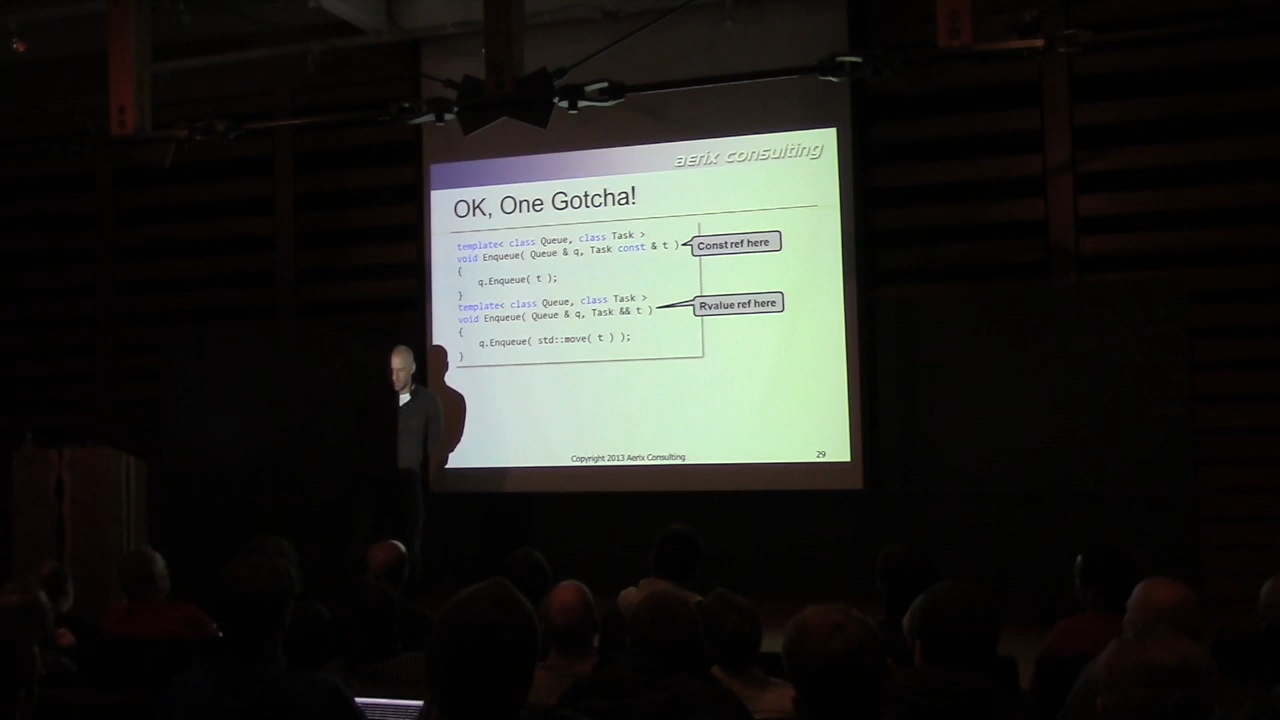 aerix consulting
OK, One Gotcha!
template< class Queue, class Task >
void Enqueue( Queue & q, Task const & t )
{
q.Enqueue( t );
}
template< class Queue, class Task >
void Enqueue( Queue & q, Task && t )
{
q.Enqueue( std::move( t ) );
}
Const ref here
Rvalue ref here
Copyright 2013 Aerix Consulting
29